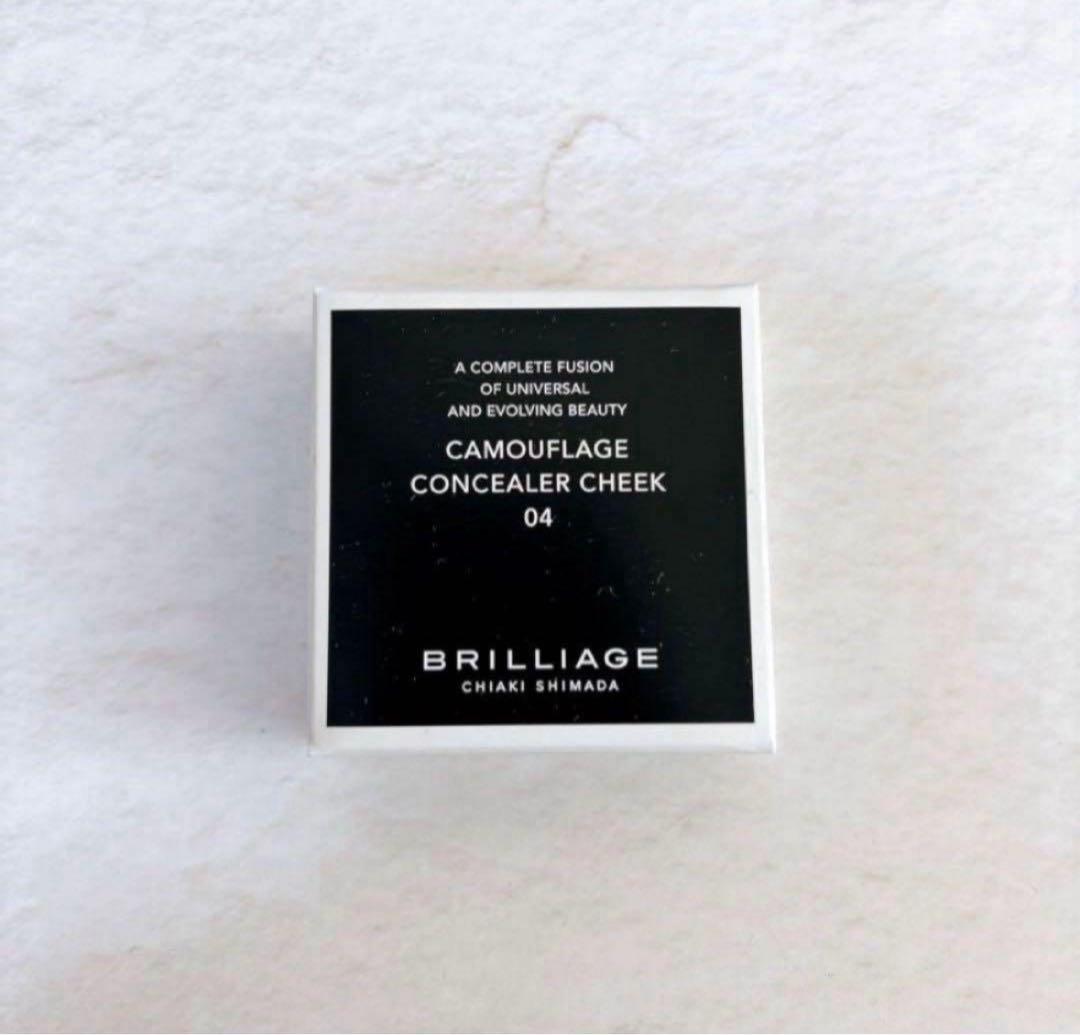 A COMPLETE FUSION
OF UNIVERSAL
AND EVOLVING BEAUTY
CAMOUFLAGE
CONCEALER CHEEK
04
BRILLIAGE
CHIAKI SHIMADA